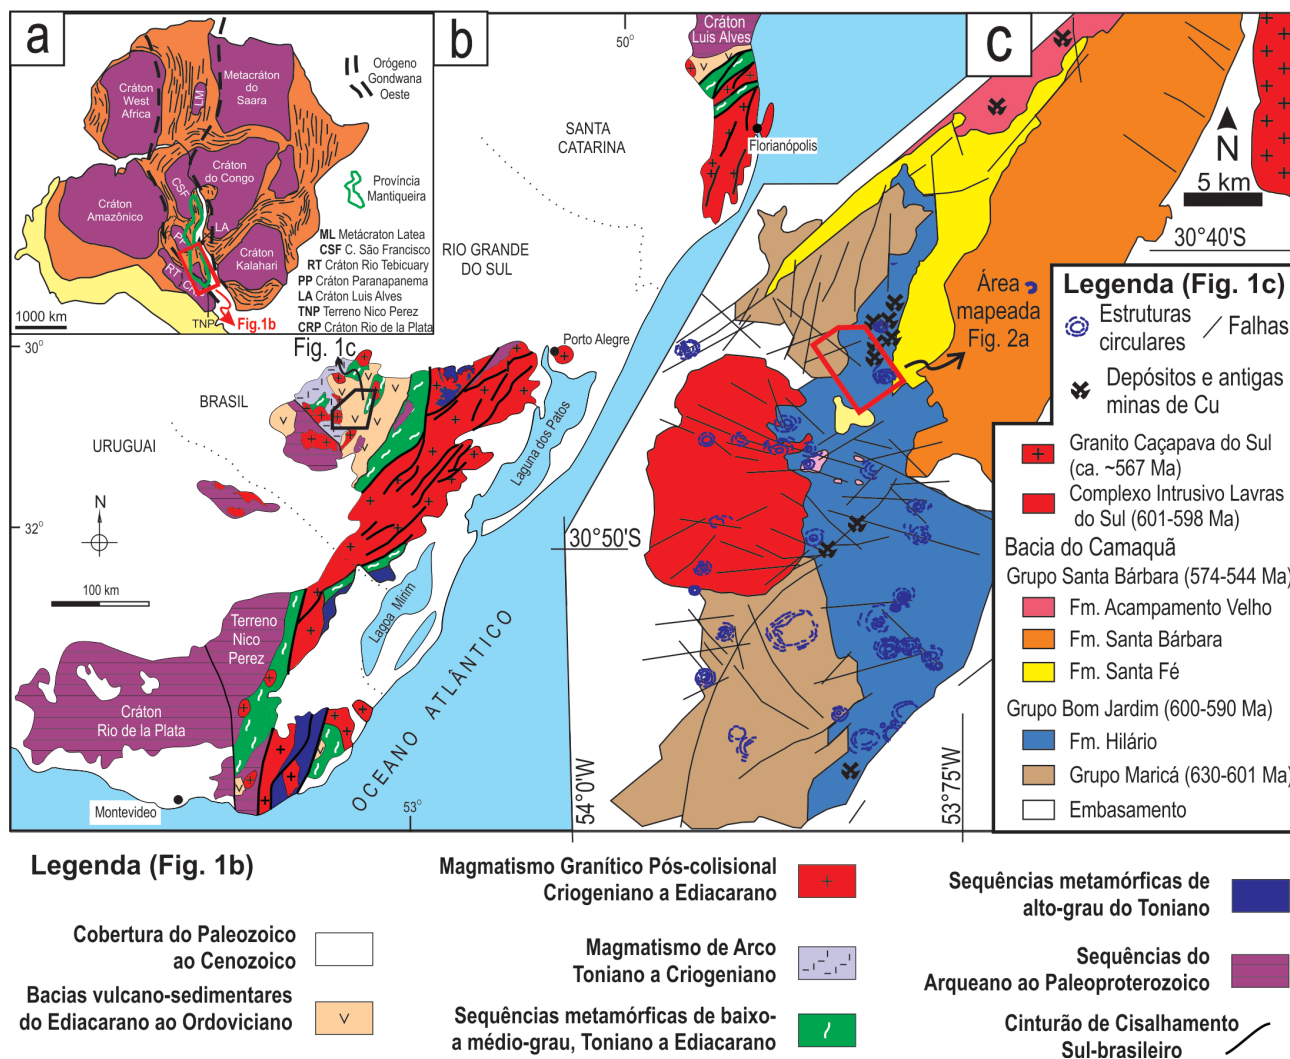 a
Cráton
West
Africa
LM
Metacráton
do
Saara
Orógeno
Gondwana
Oeste
Cráton
Amazônico
CSF
Cráton
do Congo
LA
PP
RT
CRP
TNP
Cráton
Kalahari
Província
Mantiqueira
ML Metácraton Latea
CSF C. São Francisco
RT Cráton Rio Tebicuary
PP Cráton Paranapanema
LA Cráton Luis Alves
TNP Terreno Nico Perez
CRP Cráton Rio de la Plata
1000 km
Fig.1b
b
50°
Cráton
Luis Alves
SANTA
CATARINA
Florianópolis
RIO GRANDE
DO SUL
30°
Fig. 1c
Porto Alegre
BRASIL
URUGUAI
Laguna dos Patos
N
32°
100 km
Lagoa Mirim
Terreno
Nico
Perez
Cráton
Rio de la Plata
OCEANO ATLÂNTICO
Montevideo
53°
c
N
5 km
30°40'S
30°50'S
54°0'W
53°75'W
Área
mapeada
Fig. 2a
Legenda (Fig. 1c)
Estruturas
circulares
Falhas
Depósitos e antigas
minas de Cu
Granito Caçapava do Sul
(ca. ~567 Ma)
Complexo Intrusivo Lavras
do Sul (601-598 Ma)
Bacia do Camaquã
Grupo Santa Bárbara (574-544 Ma)
Fm. Acampamento Velho
Fm. Santa Bárbara
Fm. Santa Fé
Grupo Bom Jardim (600-590 Ma)
Fm. Hilário
Grupo Maricá (630-601 Ma)
Embasamento
Legenda (Fig. 1b)
Cobertura do Paleozoico
ao Cenozoico
Bacias vulcano-sedimentares
do Ediacarano ao Ordoviciano
Magmatismo Granítico Pós-colisional
Criogeniano a Ediacarano
Magmatismo de Arco
Toniano a Criogeniano
Sequências metamórficas de baixo-
a médio-grau, Toniano a Ediacarano
Sequências metamórficas de
alto-grau do Toniano
Sequências do
Arqueano ao Paleoproterozoico
Cinturão de Cisalhamento
Sul-brasileiro